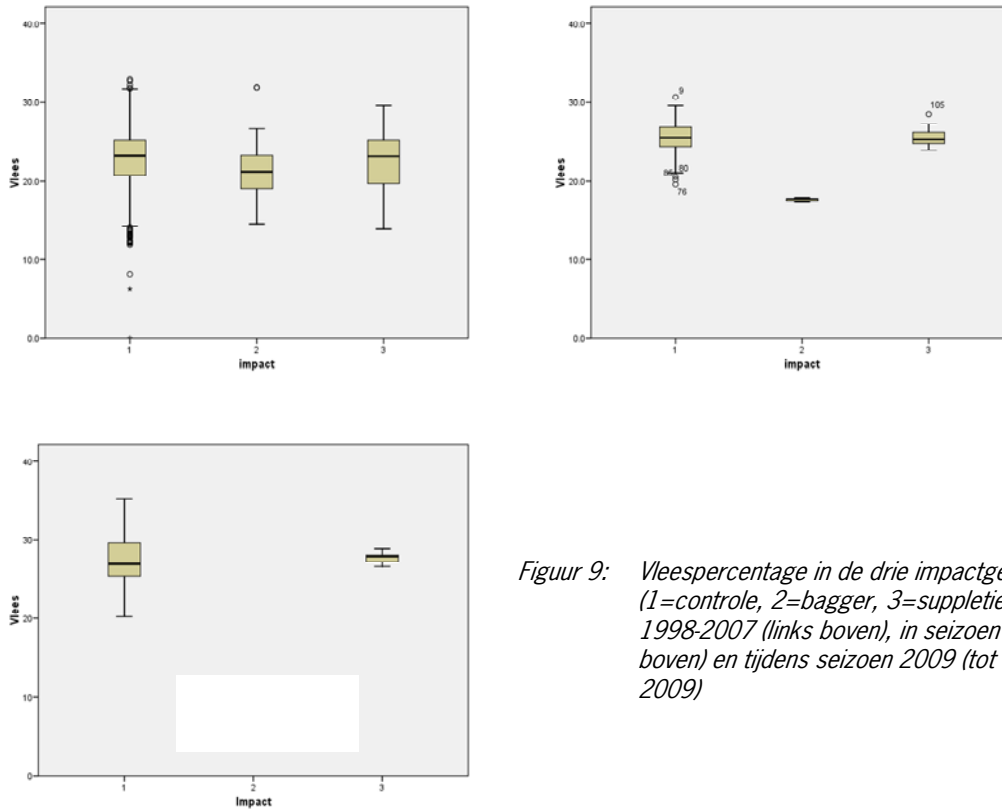 40.0
30.0
20.0
10.0
0.0
Vlees
1
2
3
impact
40.0
30.0
20.0
10.0
0.0
Vlees
9
80
76
105
1
2
3
impact
40
30
20
10
0
Vlees
1
2
3
Impact
Figuur 9: Vleespercentage in de drie impactge
(1=controle, 2=bagger, 3=suppletie
1998-2007 (links boven), in seizoen
boven) en tijdens seizoen 2009 (tot
2009)